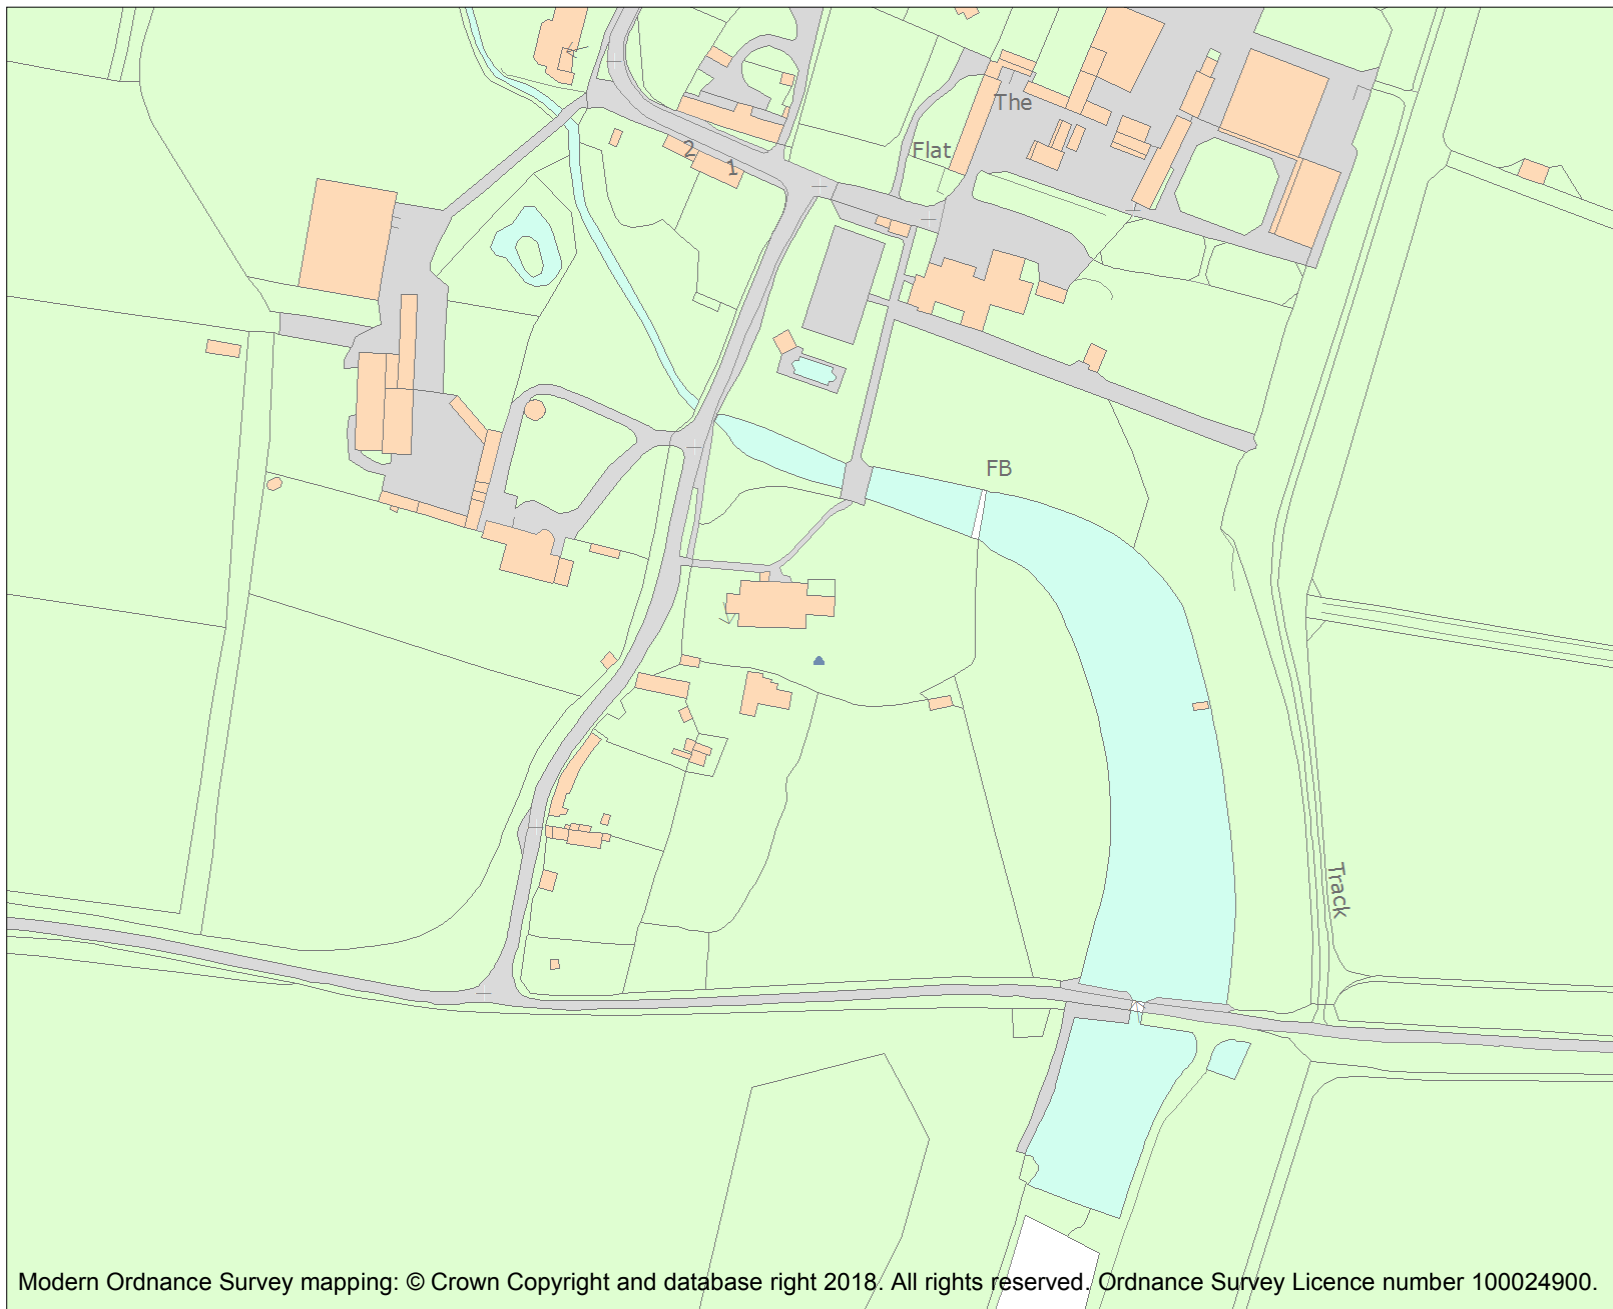 The
Flat
2
1
FB
Track
Modern Ordnance Survey mapping: © Crown Copyright and database right 2018. All rights reserved. Ordnance Survey Licence number 100024900.